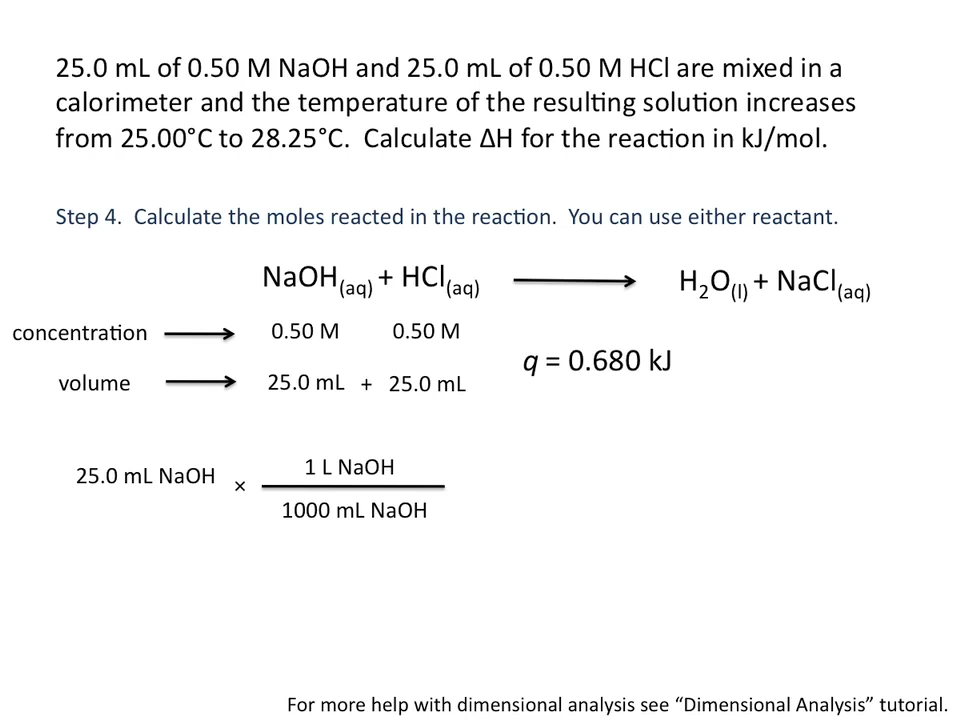 25.0 mL of 0.50 M NaOH and 25.0 mL of 0.50 M HCl are mixed in a
calorimeter and the temperature of the resulting solution increases
from 25.00°C to 28.25°C. Calculate ΔH for the reaction in kJ/mol.
Step 4. Calculate the moles reacted in the reaction. You can use either reactant.
NaOH(aq) + HCl(aq) ⟶ H₂O(l) + NaCl(aq)
concentration ⟶ 0.50 M 0.50 M
q = 0.680 kJ
volume ⟶ 25.0 mL + 25.0 mL
1 L NaOH
25.0 mL NaOH ×
1000 mL NaOH
For more help with dimensional analysis see “Dimensional Analysis” tutorial.